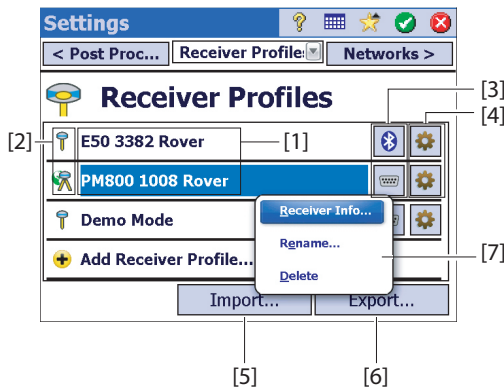 Settings
< Post Proc... Receiver Profiles Networks >
Receiver Profiles
[3]
[4]
[2] E50 3382 Rover [1]
PM800 1008 Rover
Receiver Info...
Demo Mode
Rename...
[7]
Add Receiver Profile...
Delete
Import... Export...
[5] [6]